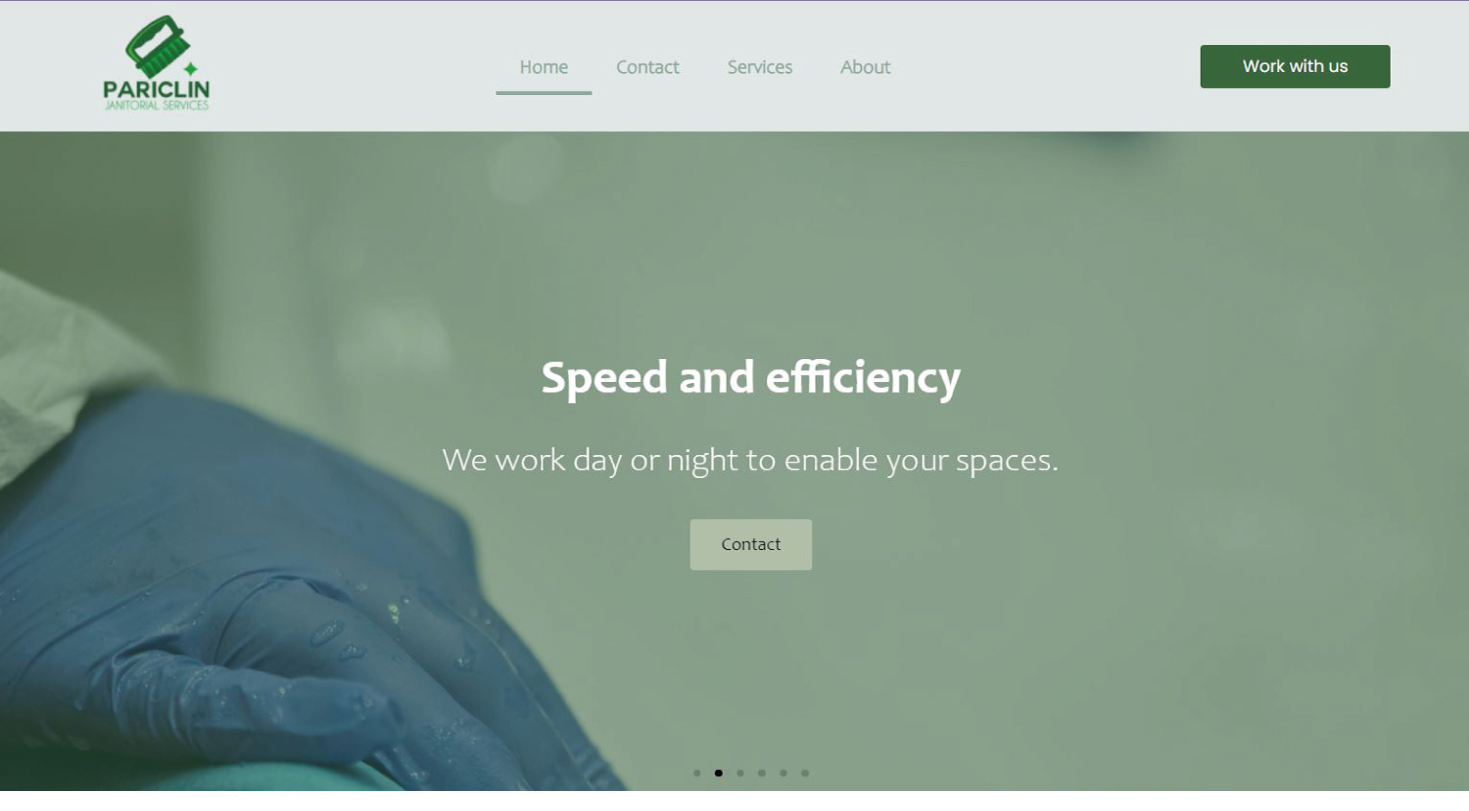 PARICLIN
JANITORIAL SERVICES
Home
Contact
Services
About
Work with us
Speed and efficiency
We work day or night to enable your spaces.
Contact